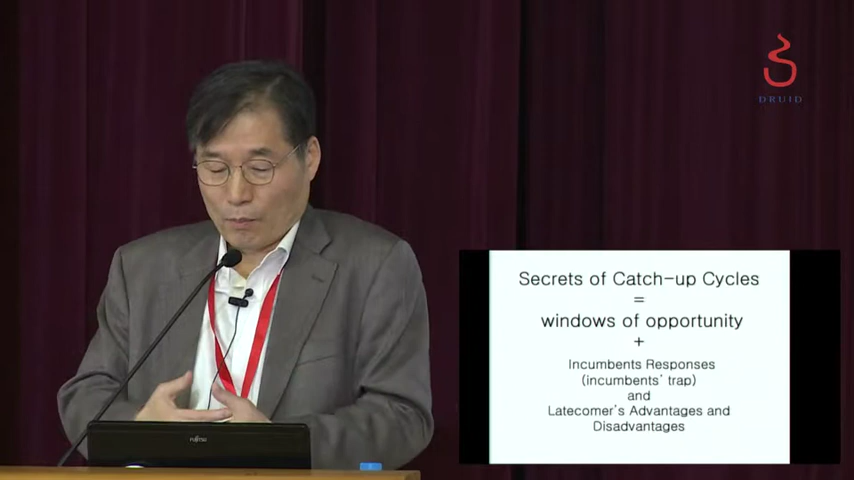 DRUID
Secrets of Catch-up Cycles
=
windows of opportunity
+
Incumbents Responses
(incumbents' trap)
and
Latecomer's Advantages and
Disadvantages
FUJITSU